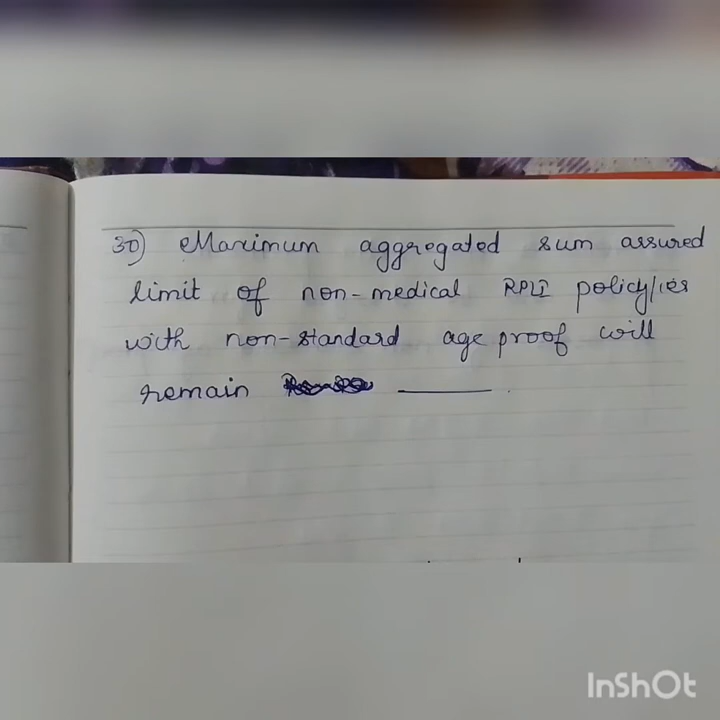 30) Maximum aggregated sum assured
limit of non-medical RPLI policy/ies
with non-standard age proof will
remain ______.
InShOt